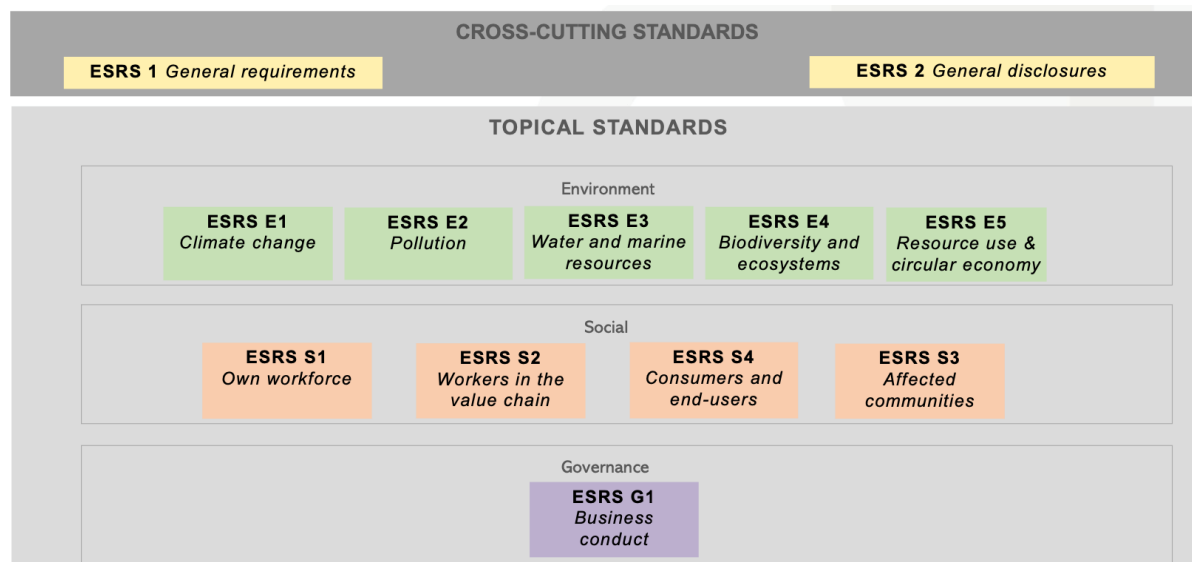 CROSS-CUTTING STANDARDS
ESRS 1 General requirements
ESRS 2 General disclosures
TOPICAL STANDARDS
Environment
ESRS E1
Climate change
ESRS E2
Pollution
ESRS E3
Water and marine
resources
ESRS E4
Biodiversity and
ecosystems
ESRS E5
Resource use &
circular economy
Social
ESRS S1
Own workforce
ESRS S2
Workers in the
value chain
ESRS S4
Consumers and
end-users
ESRS S3
Affected
communities
Governance
ESRS G1
Business
conduct